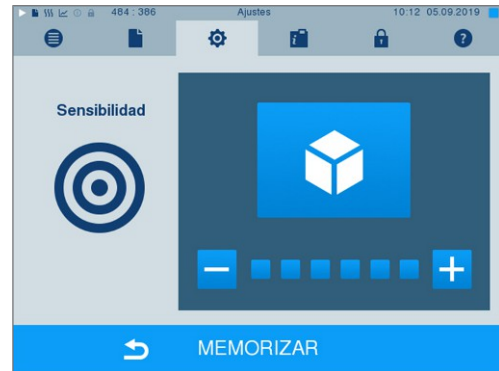 484 : 386 Ajustes 10:12 05.09.2019
i ?
Sensibilidad
− +
MEMORIZAR